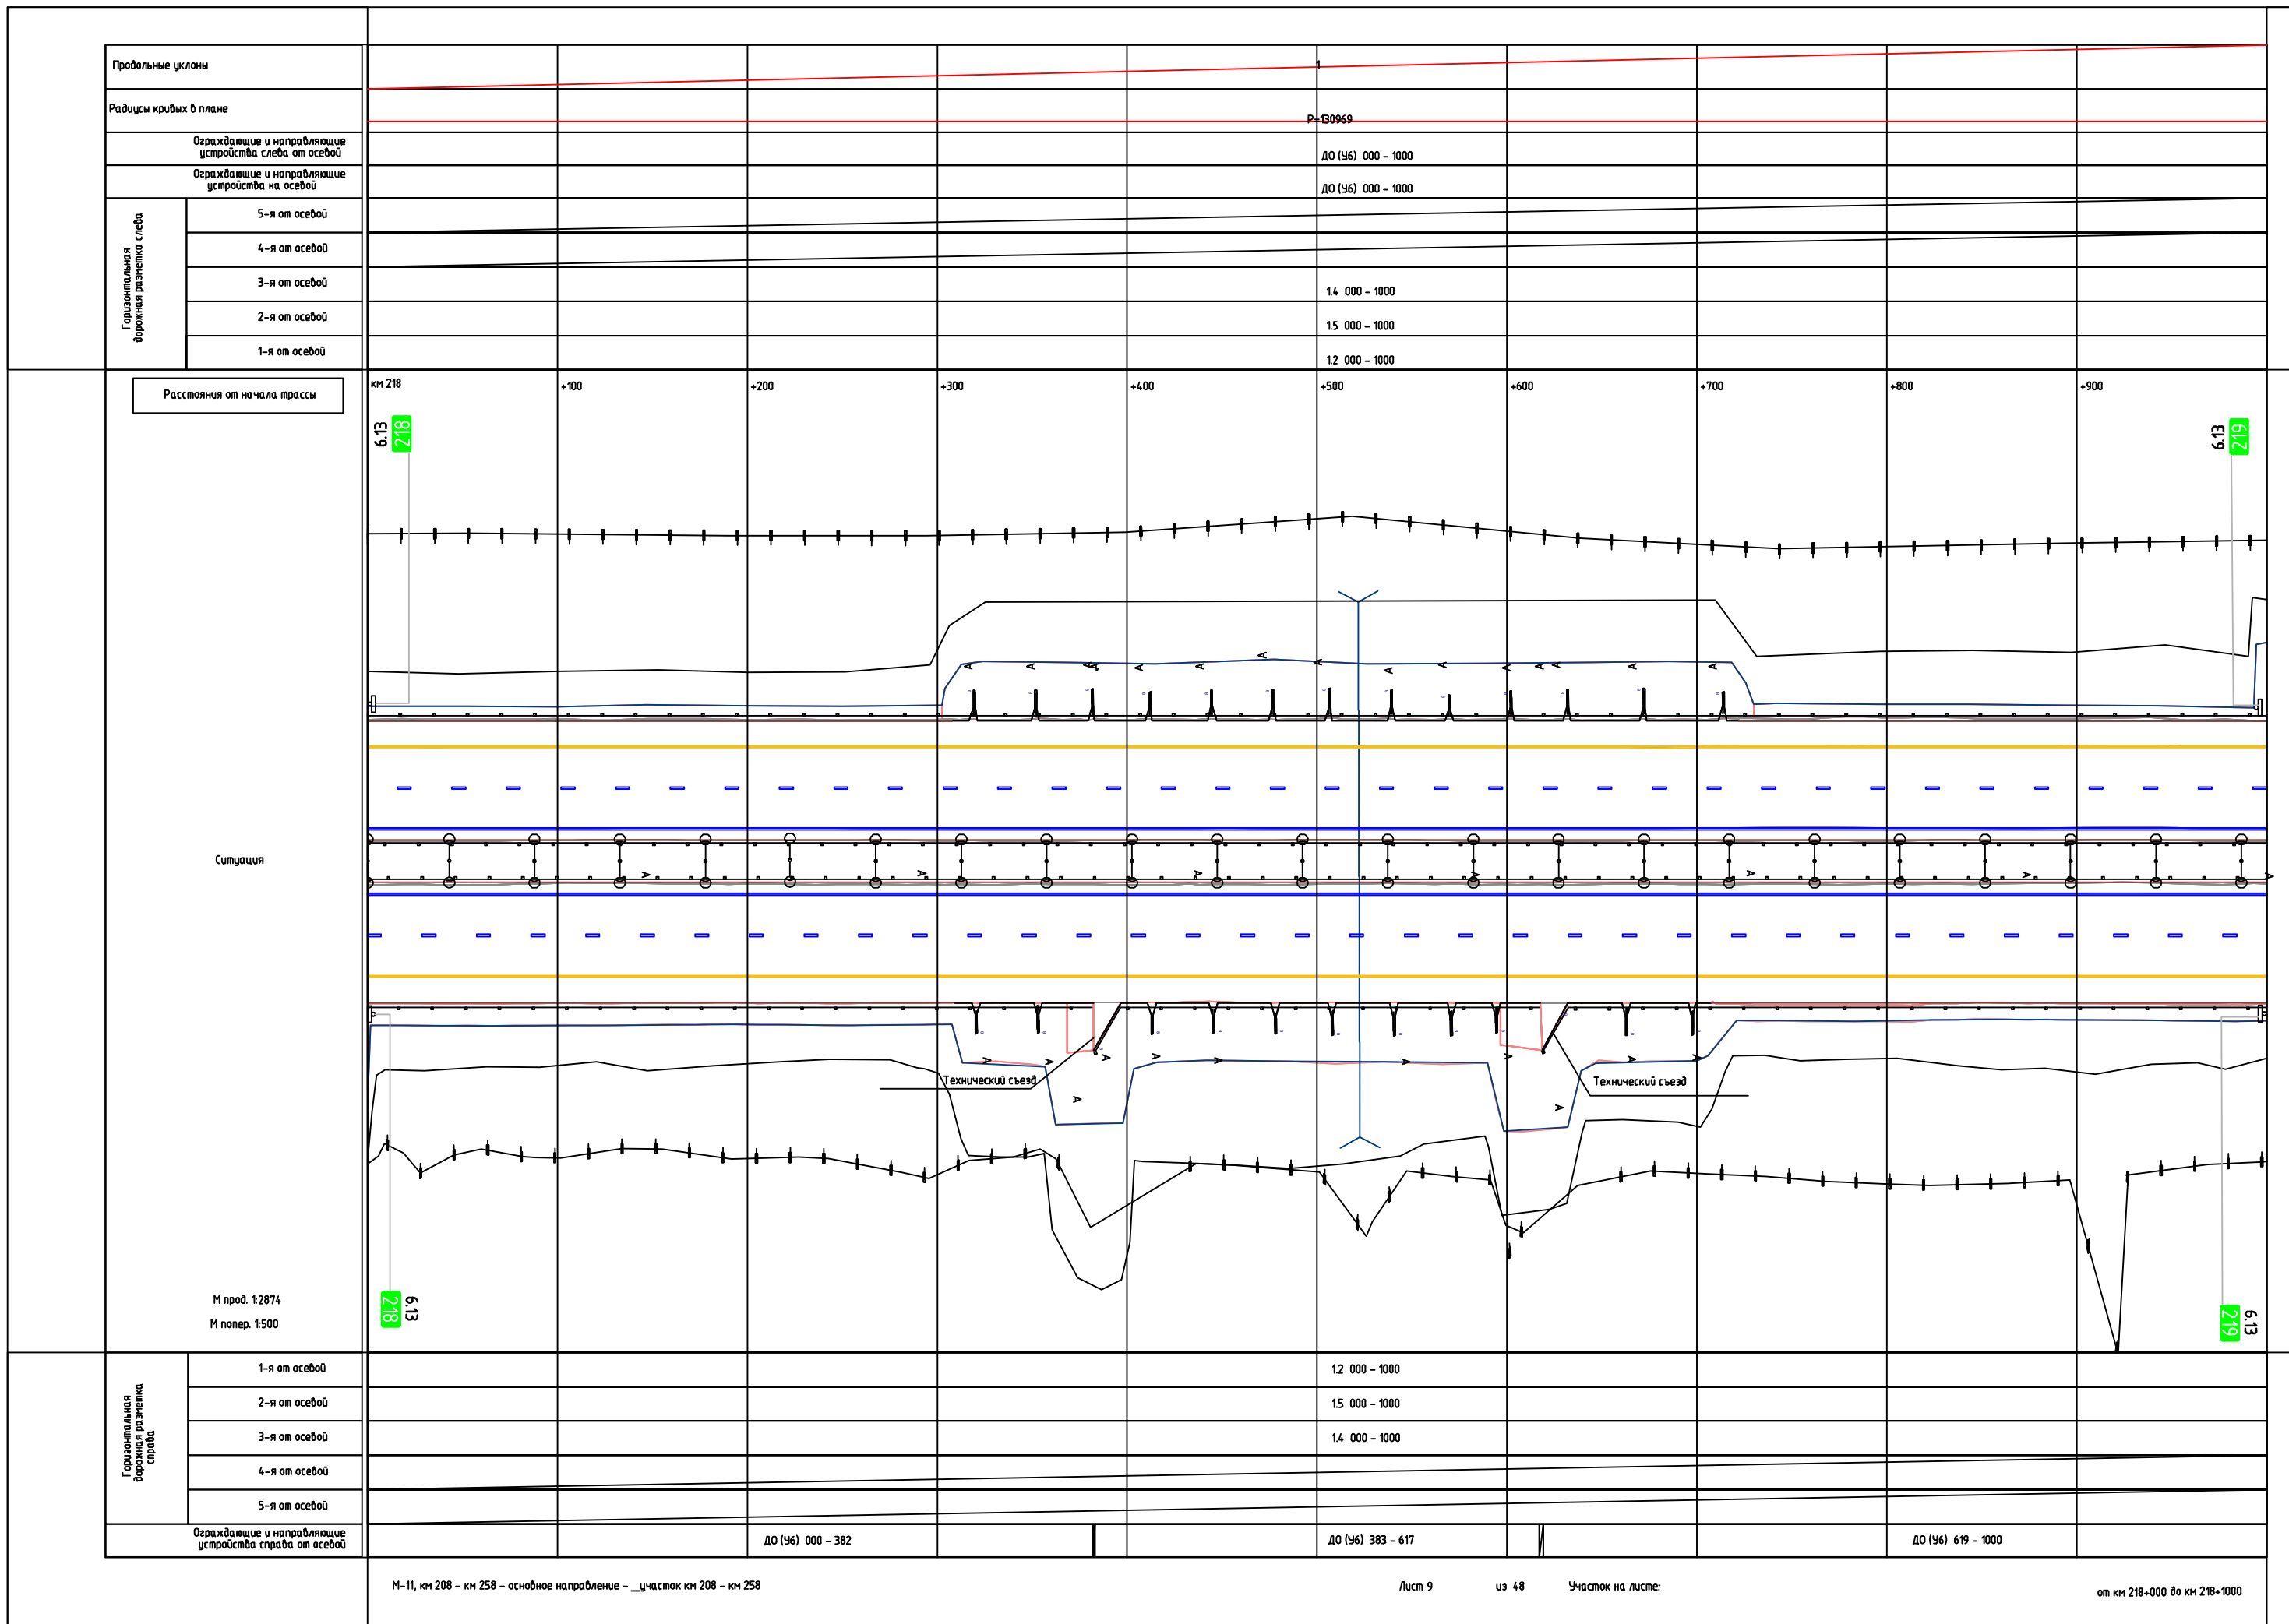 Продольные уклоны
1
Радиусы кривых в плане
Р=130969
Ограждающие и направляющие
устройства слева от осевой
ДО (У6) 000 - 1000
Ограждающие и направляющие
устройства на осевой
ДО (У6) 000 - 1000
Горизонтальная
дорожная разметка слева
5-я от осевой
4-я от осевой
3-я от осевой
1.4 000 - 1000
2-я от осевой
1.5 000 - 1000
1-я от осевой
1.2 000 - 1000
Расстояния от начала трассы
км 218
+100
+200
+300
+400
+500
+600
+700
+800
+900
6.13
218
6.13
219
Ситуация
Технический съезд
Технический съезд
218
6.13
219
6.13
М прод. 1:2874
М попер. 1:500
Горизонтальная
дорожная разметка
справа
1-я от осевой
1.2 000 - 1000
2-я от осевой
1.5 000 - 1000
3-я от осевой
1.4 000 - 1000
4-я от осевой
5-я от осевой
Ограждающие и направляющие
устройства справа от осевой
ДО (У6) 000 - 382
ДО (У6) 383 - 617
ДО (У6) 619 - 1000
М-11, км 208 - км 258 - основное направление - __участок км 208 - км 258
Лист 9 из 48 Участок на листе:
от км 218+000 до км 218+1000